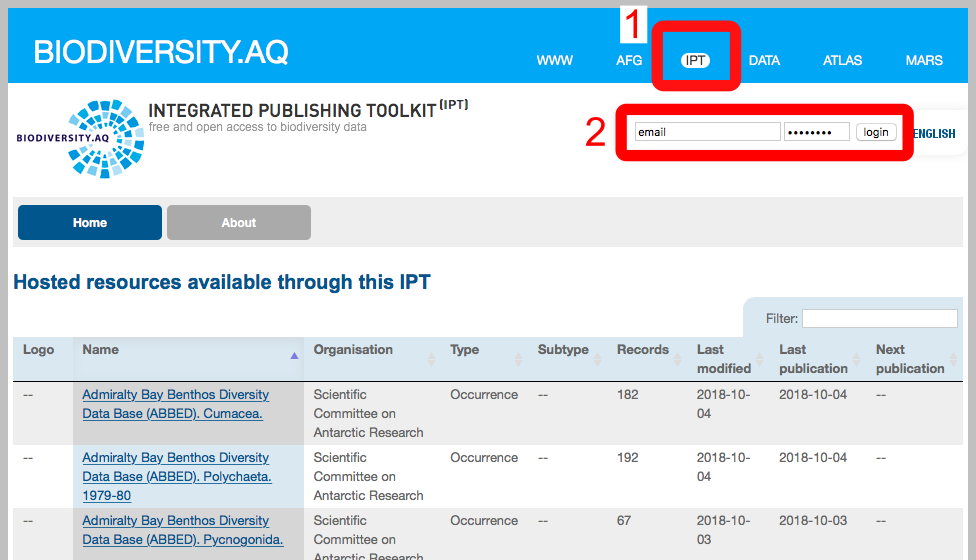 1
BIODIVERSITY.AQ
WWW AFG IPT DATA ATLAS MARS
INTEGRATED PUBLISHING TOOLKIT (IPT)
free and open access to biodiversity data
BIODIVERSITY.AQ
2 email •••••••• login ENGLISH
Home About
Hosted resources available through this IPT
Filter:
Logo Name Organisation Type Subtype Records Last Last Next
modified publication publication
-- Admiralty Bay Benthos Diversity Scientific Occurrence -- 182 2018-10- 2018-10-04 --
Data Base (ABBED). Cumacea. Committee on 04
Antarctic Research
-- Admiralty Bay Benthos Diversity Scientific Occurrence -- 192 2018-10- 2018-10-04 --
Data Base (ABBED). Polychaeta. Committee on 04
1979-80 Antarctic Research
-- Admiralty Bay Benthos Diversity Scientific Occurrence -- 67 2018-10- 2018-10-03 --
Data Base (ABBED). Pycnogonida. Committee on 03
Antarctic Research